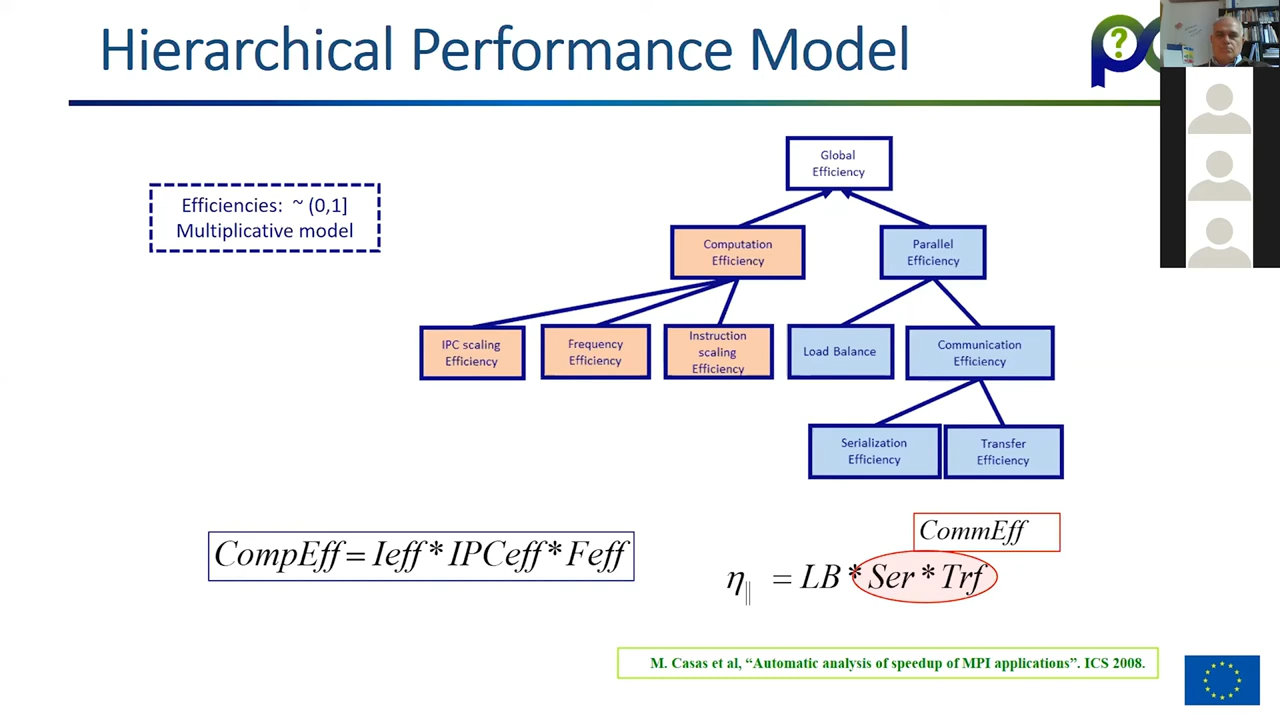 Hierarchical Performance Model
?
Efficiencies: ~ (0,1]
Multiplicative model
Global
Efficiency
Computation
Efficiency
Parallel
Efficiency
IPC scaling
Efficiency
Frequency
Efficiency
Instruction
scaling
Efficiency
Load Balance
Communication
Efficiency
Serialization
Efficiency
Transfer
Efficiency
CompEff = Ieff * IPCeff * Feff
CommEff
η|| = LB * Ser * Trf
M. Casas et al, “Automatic analysis of speedup of MPI applications”. ICS 2008.